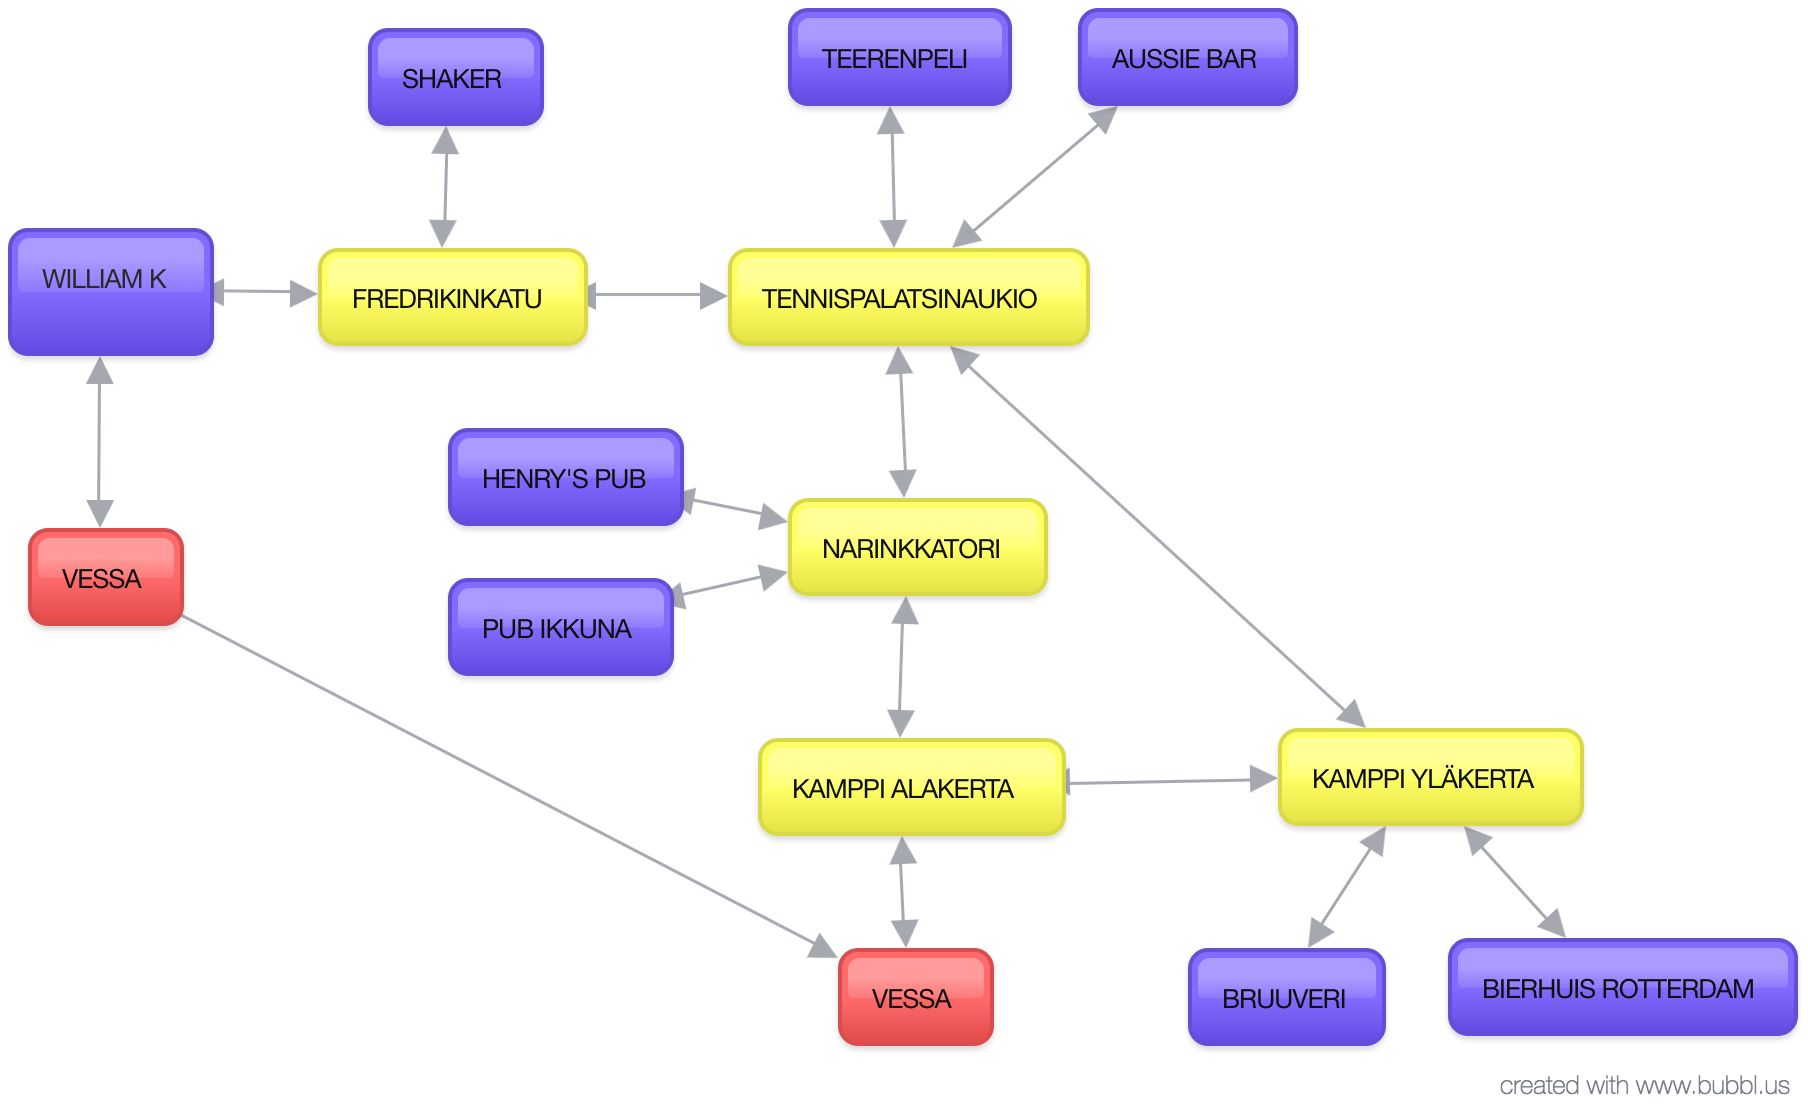 SHAKER
TEERENPELI
AUSSIE BAR
WILLIAM K
FREDRIKINKATU
TENNISPALATSINAUKIO
HENRY'S PUB
NARINKKATORI
VESSA
PUB IKKUNA
KAMPPI ALAKERTA
KAMPPI YLÄKERTA
VESSA
BRUUVERI
BIERHUIS ROTTERDAM
created with www.bubbl.us